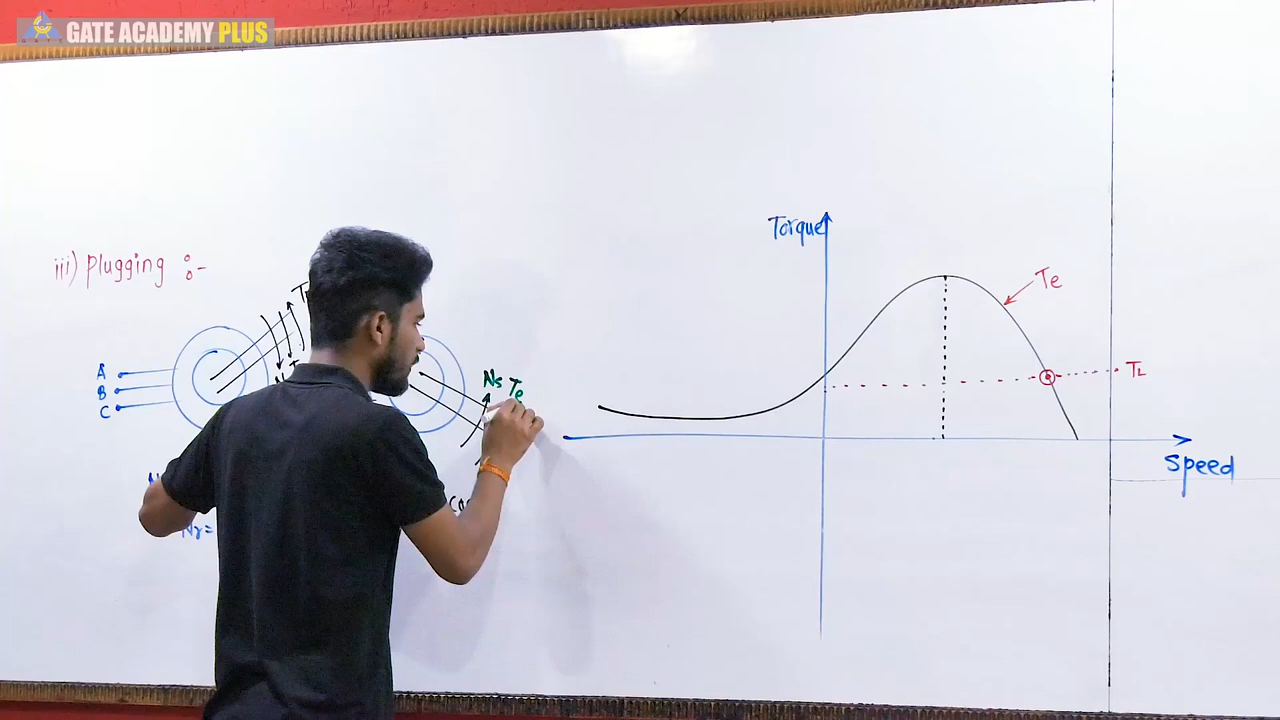 GATE ACADEMY PLUS
iii) plugging :-
A
B
C
Ns Te
Torque
Te
TL
Speed